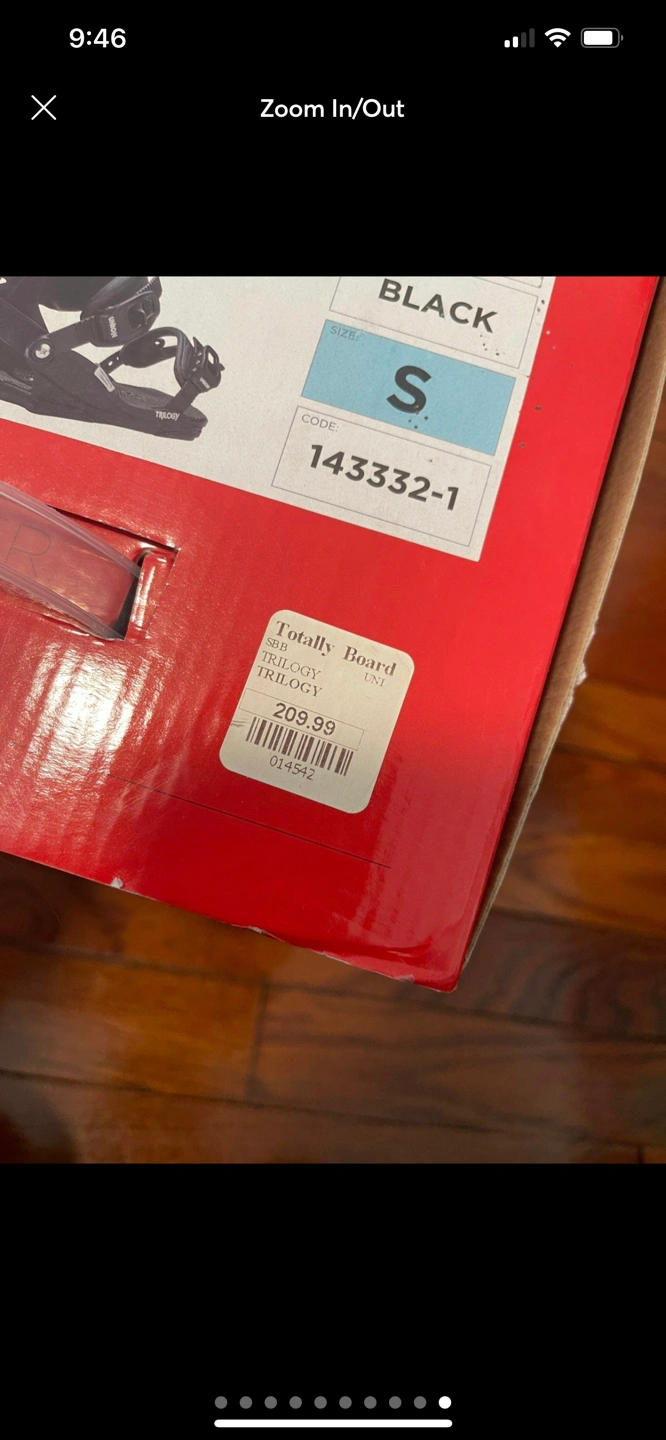 9:46
Zoom In/Out
BLACK
SIZE:
S
CODE:
143332-1
UNION
TRILOGY
R
Totally Board
SBB
TRILOGY UNI
TRILOGY
209.99
014542